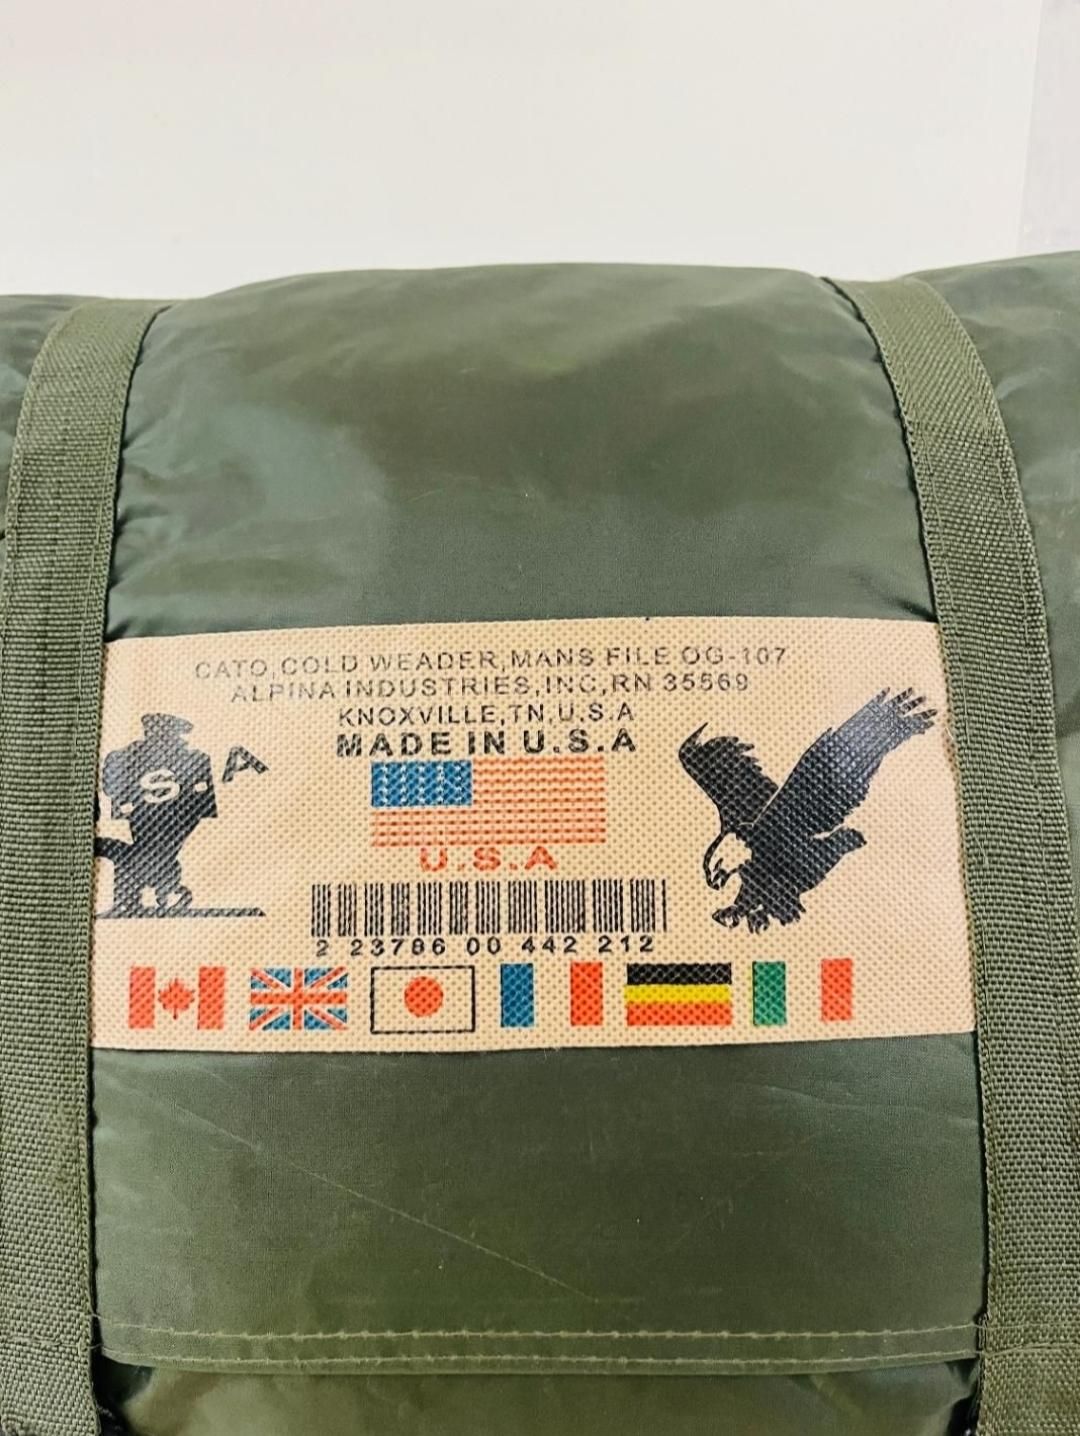 CATO,COLD WEADER,MANS FILE OG-107
ALPINA INDUSTRIES,INC,RN 35569
KNOXVILLE,TN,U.S.A
MADE IN U.S.A
.S.A
U.S.A
2 23786 00 442 212